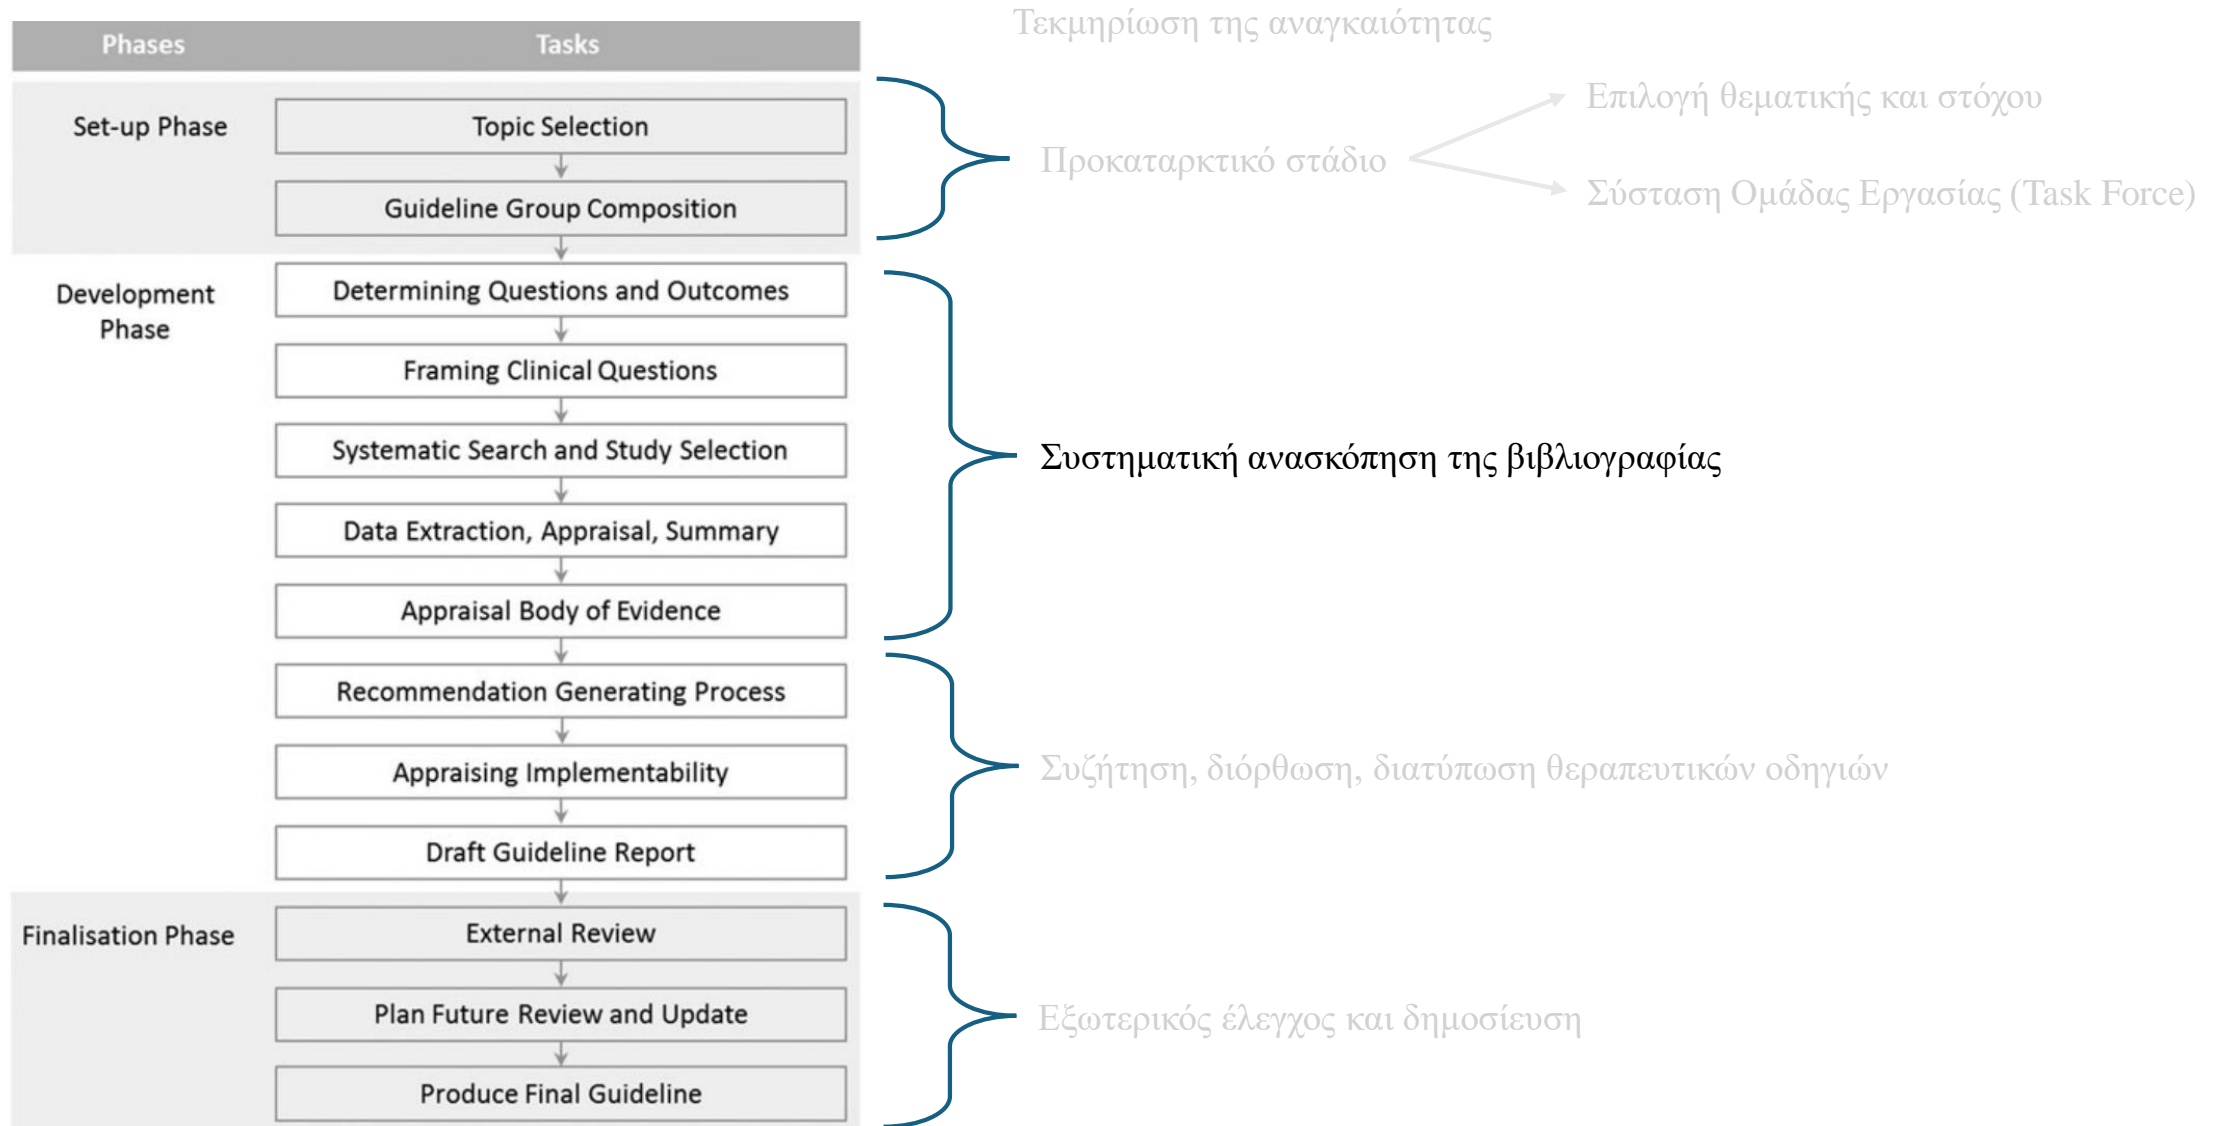 Phases Tasks
Set-up Phase
Topic Selection
Guideline Group Composition
Development
Phase
Determining Questions and Outcomes
Framing Clinical Questions
Systematic Search and Study Selection
Data Extraction, Appraisal, Summary
Appraisal Body of Evidence
Recommendation Generating Process
Appraising Implementability
Draft Guideline Report
Finalisation Phase
External Review
Plan Future Review and Update
Produce Final Guideline
Τεκμηρίωση της αναγκαιότητας
Προκαταρκτικό στάδιο
Επιλογή θεματικής και στόχου
Σύσταση Ομάδας Εργασίας (Task Force)
Συστηματική ανασκόπηση της βιβλιογραφίας
Συζήτηση, διόρθωση, διατύπωση θεραπευτικών οδηγιών
Εξωτερικός έλεγχος και δημοσίευση